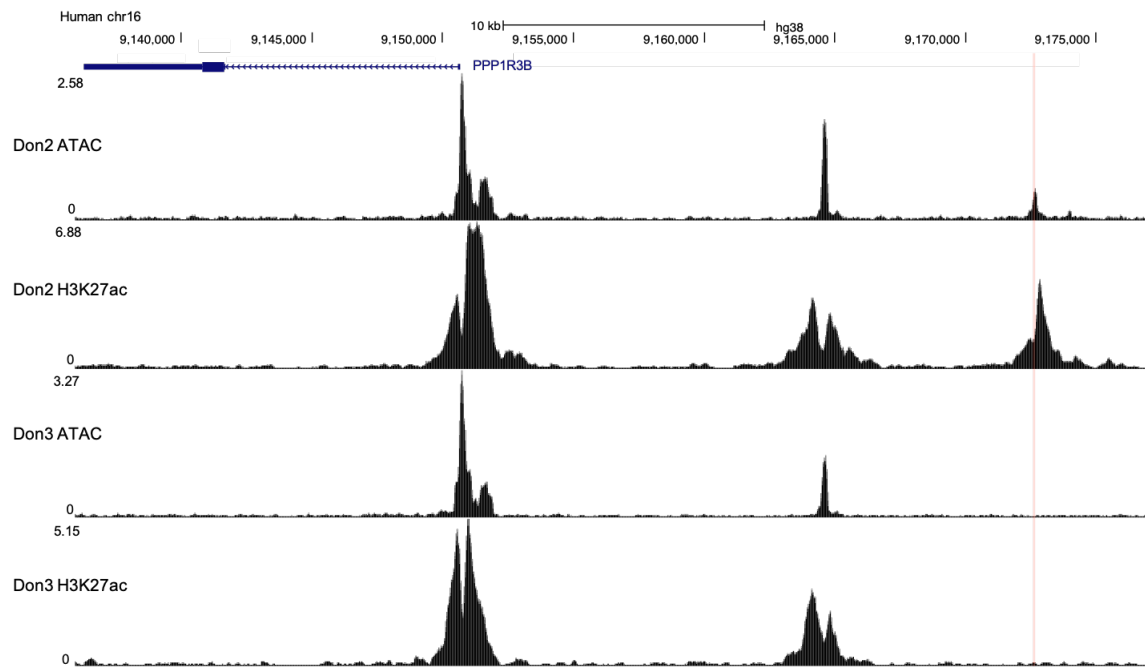 Human chr16
10 kb hg38
9,140,000 9,145,000 9,150,000 9,155,000 9,160,000 9,165,000 9,170,000 9,175,000
PPP1R3B
2.58
Don2 ATAC
0
6.88
Don2 H3K27ac
0
3.27
Don3 ATAC
0
5.15
Don3 H3K27ac
0